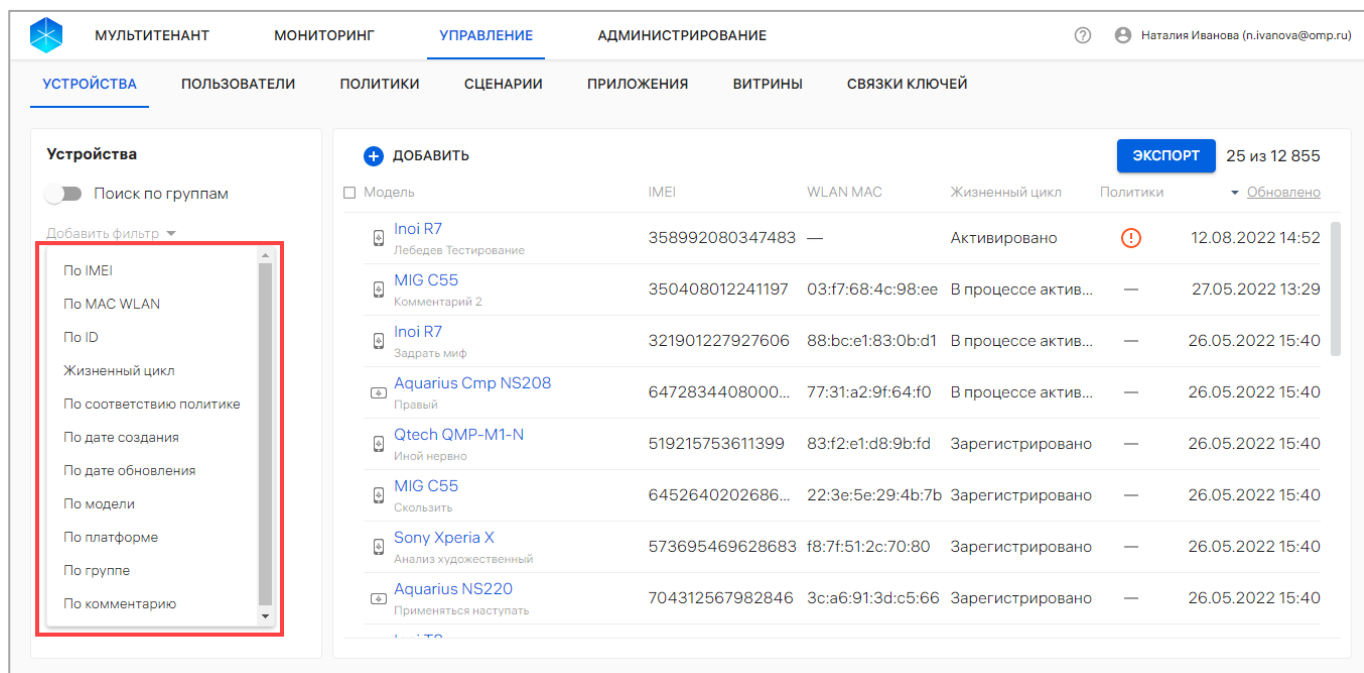 МУЛЬТИТЕНАНТ МОНИТОРИНГ УПРАВЛЕНИЕ АДМИНИСТРИРОВАНИЕ ? Наталия Иванова (n.ivanova@omp.ru)
УСТРОЙСТВА ПОЛЬЗОВАТЕЛИ ПОЛИТИКИ СЦЕНАРИИ ПРИЛОЖЕНИЯ ВИТРИНЫ СВЯЗКИ КЛЮЧЕЙ
Устройства
Поиск по группам
Добавить фильтр
По IMEI
По MAC WLAN
По ID
Жизненный цикл
По соответствию политике
По дате создания
По дате обновления
По модели
По платформе
По группе
По комментарию
ДОБАВИТЬ ЭКСПОРТ 25 из 12 855
Модель IMEI WLAN MAC Жизненный цикл Политики Обновлено
Inoi R7 358992080347483 — Активировано ! 12.08.2022 14:52
Лебедев Тестирование
MIG C55 350408012241197 03:f7:68:4c:98:ee В процессе актив... — 27.05.2022 13:29
Комментарий 2
Inoi R7 321901227927606 88:bc:e1:83:0b:d1 В процессе актив... — 26.05.2022 15:40
Задрать миф
Aquarius Cmp NS208 6472834408000... 77:31:a2:9f:64:f0 В процессе актив... — 26.05.2022 15:40
Правый
Qtech QMP-M1-N 519215753611399 83:f2:e1:d8:9b:fd Зарегистрировано — 26.05.2022 15:40
Иной нервно
MIG C55 6452640202686... 22:3e:5e:29:4b:7b Зарегистрировано — 26.05.2022 15:40
Скользить
Sony Xperia X 573695469628683 f8:7f:51:2c:70:80 Зарегистрировано — 26.05.2022 15:40
Анализ художественный
Aquarius NS220 704312567982846 3c:a6:91:3d:c5:66 Зарегистрировано — 26.05.2022 15:40
Применяться наступать